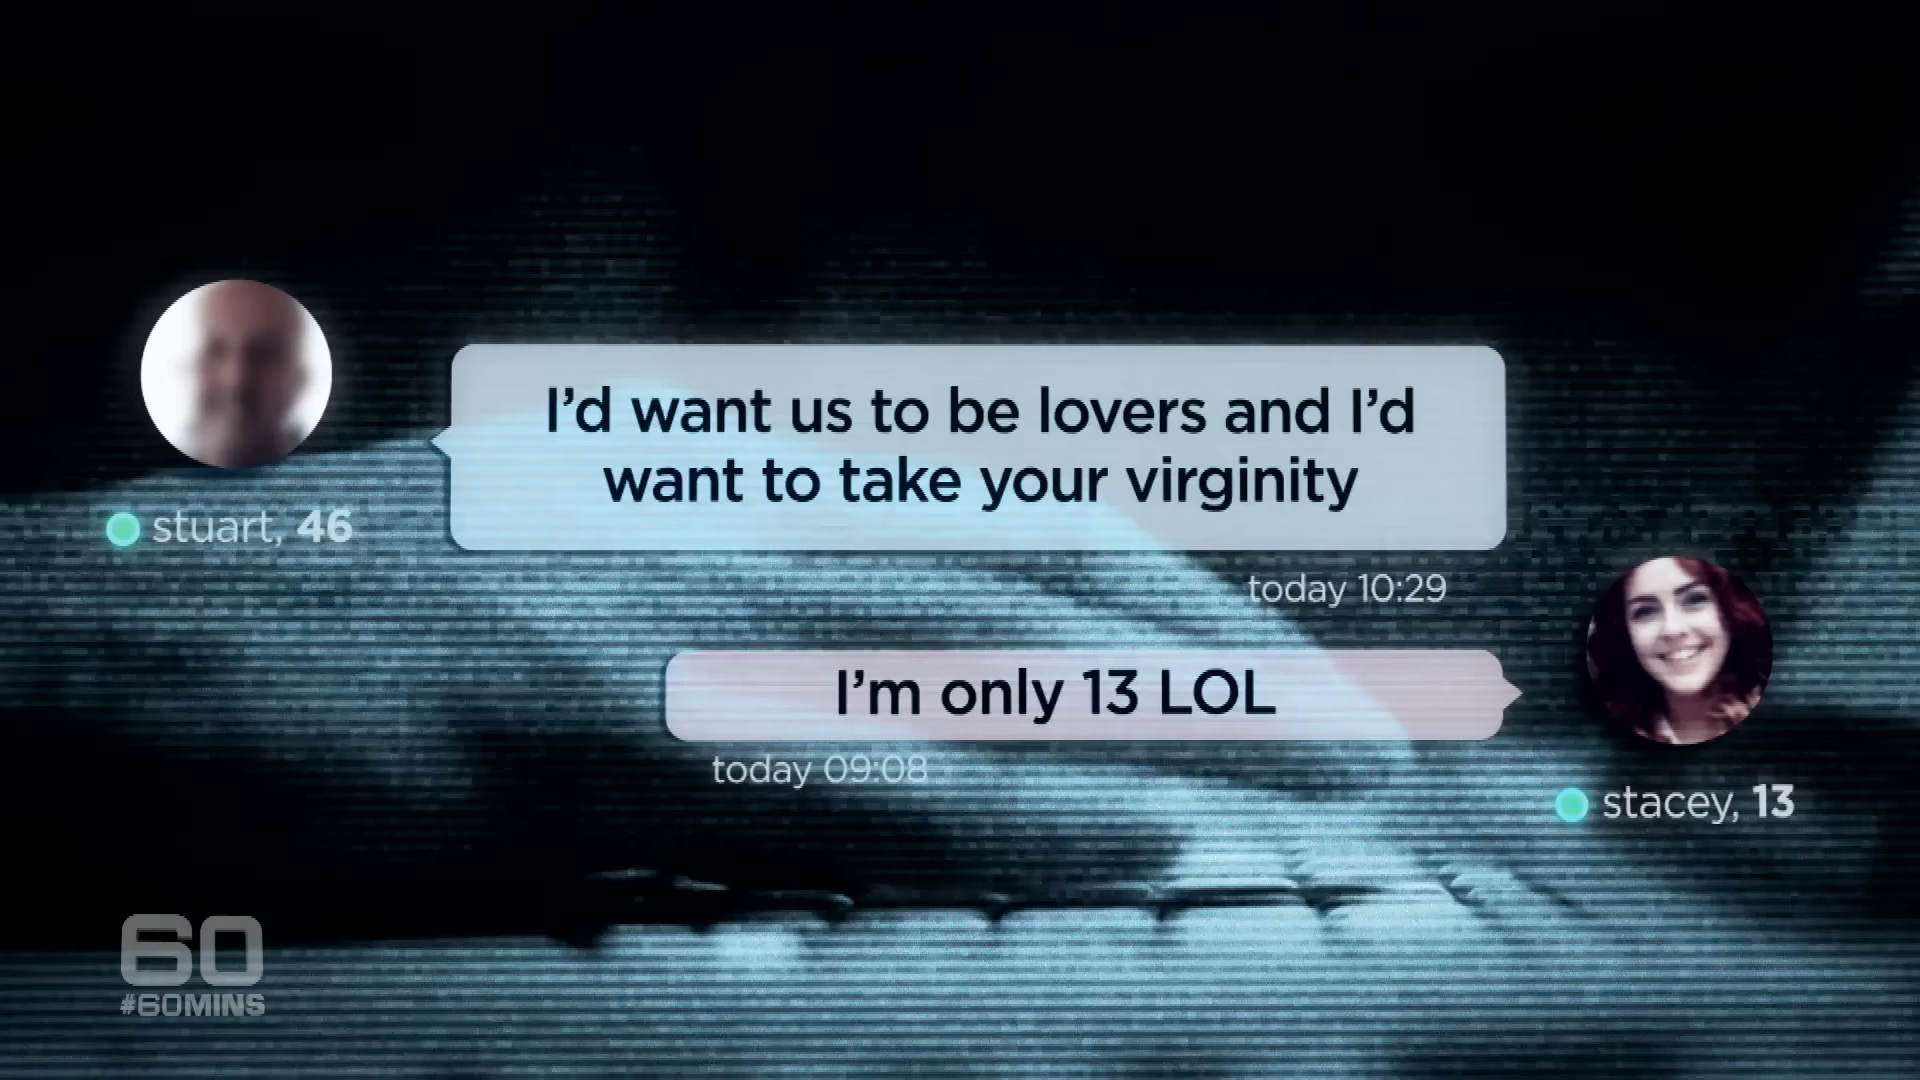 I’d want us to be lovers and I’d
want to take your virginity
stuart, 46
today 10:29
I’m only 13 LOL
today 09:08
stacey, 13
60
#60MINS